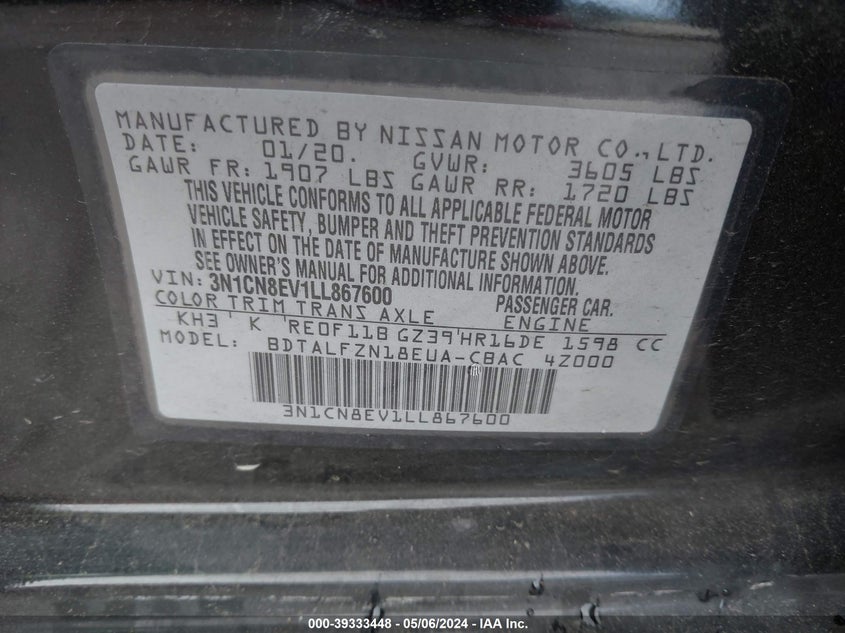 MANUFACTURED BY NISSAN MOTOR CO., LTD.
DATE: 01/20. GVWR: 3605 LBS
GAWR FR: 1907 LBS GAWR RR: 1720 LBS
THIS VEHICLE CONFORMS TO ALL APPLICABLE FEDERAL MOTOR
VEHICLE SAFETY, BUMPER AND THEFT PREVENTION STANDARDS
IN EFFECT ON THE DATE OF MANUFACTURE SHOWN ABOVE.
SEE OWNER'S MANUAL FOR ADDITIONAL INFORMATION.
VIN: 3N1CN8EV1LL867600 PASSENGER CAR.
COLOR TRIM TRANS AXLE ENGINE
KH3 ' K 'RE0F11B GZ39'HR16DE 1598 CC
MODEL: BDTALFZN18EUA-CBAC 4Z000
3N1CN8EV1LL867600
000-39333448 - 05/06/2024 - IAA Inc.